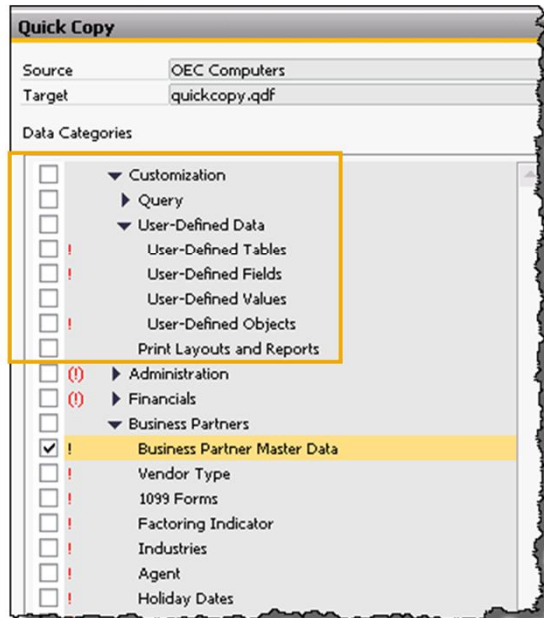 Quick Copy
Source OEC Computers
Target quickcopy.qdf
Data Categories
Customization
Query
User-Defined Data
! User-Defined Tables
! User-Defined Fields
User-Defined Values
! User-Defined Objects
Print Layouts and Reports
(!) Administration
(!) Financials
Business Partners
! Business Partner Master Data
! Vendor Type
! 1099 Forms
! Factoring Indicator
! Industries
! Agent
! Holiday Dates